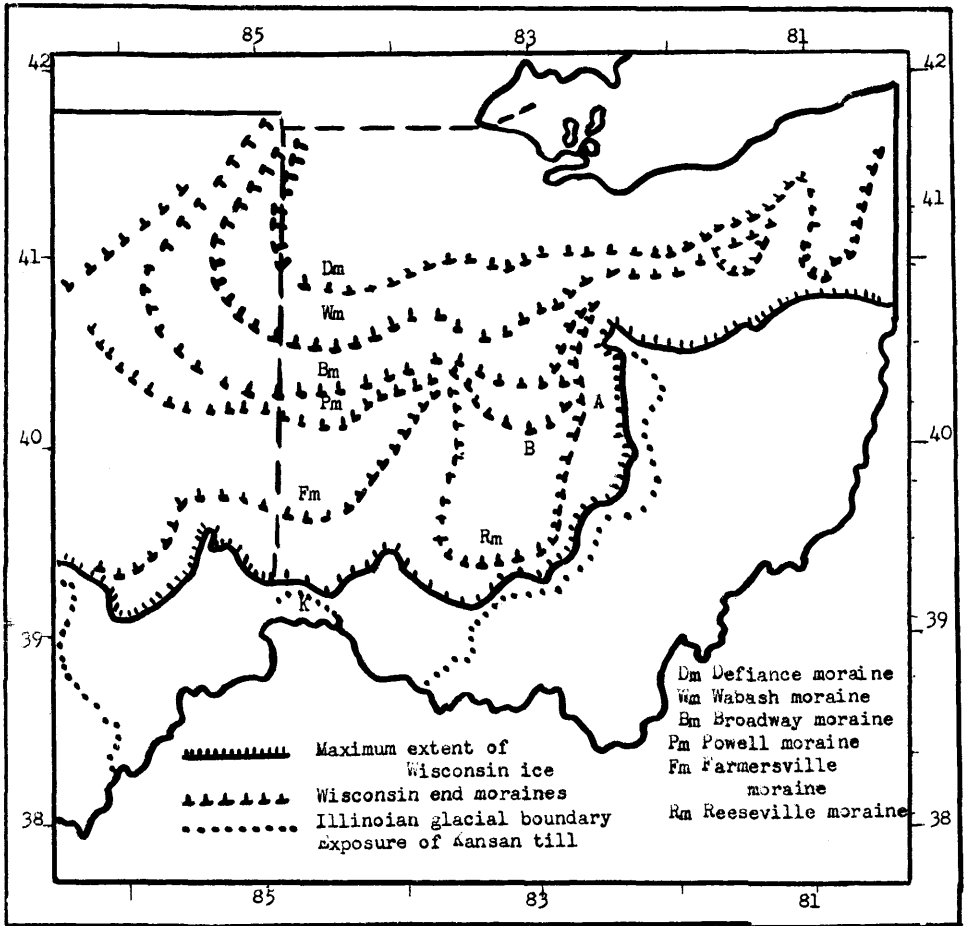 85 83 81
42 42
41
41
Dm
Wm
Bm
Pm
A
40 40
B
Fm
Rm
K
39 39
Dm Defiance moraine
Wm Wabash moraine
Bm Broadway moraine
Pm Powell moraine
Fm Farmersville
moraine
Rm Reeseville moraine
Maximum extent of
Wisconsin ice
Wisconsin end moraines
Illinoian glacial boundary
Exposure of Kansan till
38 38
85 83 81